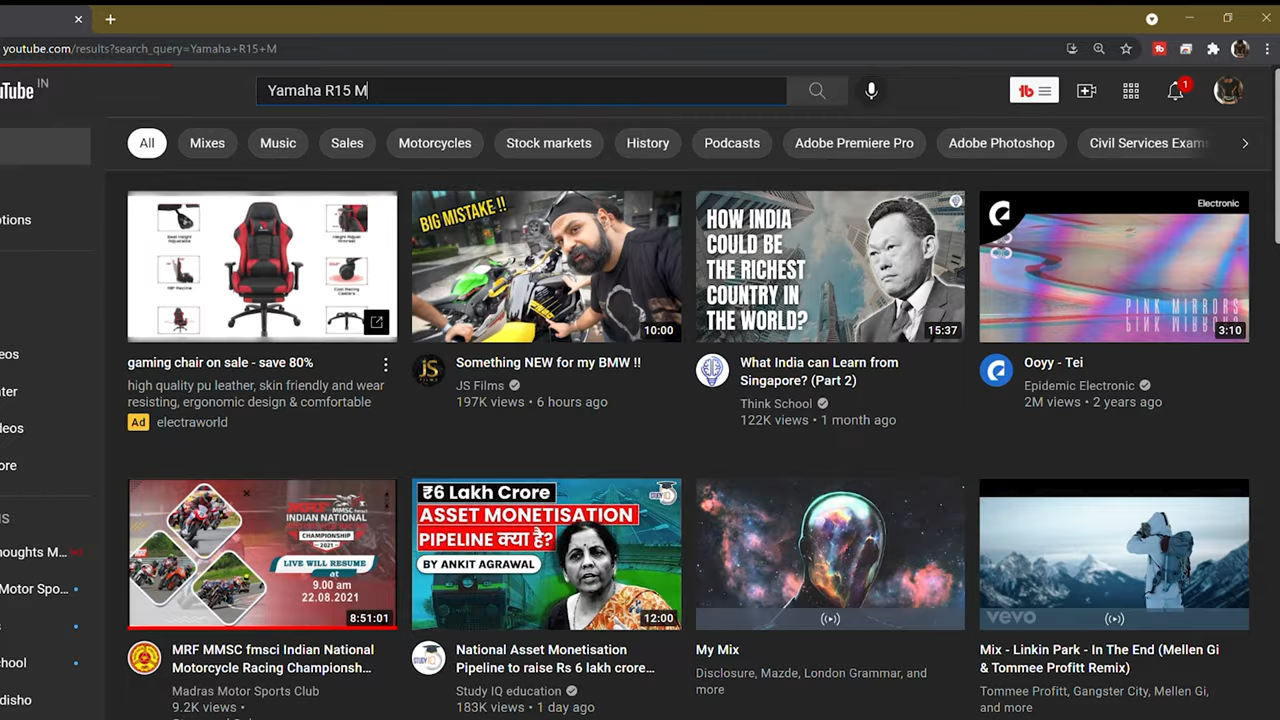 youtube.com/results?search_query=Yamaha+R15+M
uTube IN
Yamaha R15 M
1
All
Mixes
Music
Sales
Motorcycles
Stock markets
History
Podcasts
Adobe Premiere Pro
Adobe Photoshop
Civil Services Exam
ptions
eos
ter
deos
ore
S
houghts M...
Motor Spo...
s
chool
disho
gaming chair on sale - save 80%
high quality pu leather, skin friendly and wear
resisting, ergonomic design & comfortable
Ad electraworld
BIG MISTAKE !!
10:00
JS
Something NEW for my BMW !!
JS Films
197K views • 6 hours ago
HOW INDIA
COULD BE
THE RICHEST
COUNTRY IN
THE WORLD?
15:37
What India can Learn from
Singapore? (Part 2)
Think School
122K views • 1 month ago
Electronic
PINK MIRRORS
3:10
Ooyy - Tei
Epidemic Electronic
2M views • 2 years ago
MMSC fmsci
INDIAN NATIONAL
CHAMPIONSHIP
2021
LIVE WILL RESUME
at
9.00 am
22.08.2021
8:51:01
MRF MMSC fmsci Indian National
Motorcycle Racing Championsh...
Madras Motor Sports Club
9.2K views •
₹6 Lakh Crore
ASSET MONETISATION
PIPELINE क्या है?
BY ANKIT AGRAWAL
STUDY IQ
12:00
National Asset Monetisation
Pipeline to raise Rs 6 lakh crore...
Study IQ education
183K views • 1 day ago
My Mix
Disclosure, Mazde, London Grammar, and
more
vevo
Mix - Linkin Park - In The End (Mellen Gi
& Tommee Profitt Remix)
Tommee Profitt, Gangster City, Mellen Gi,
and more